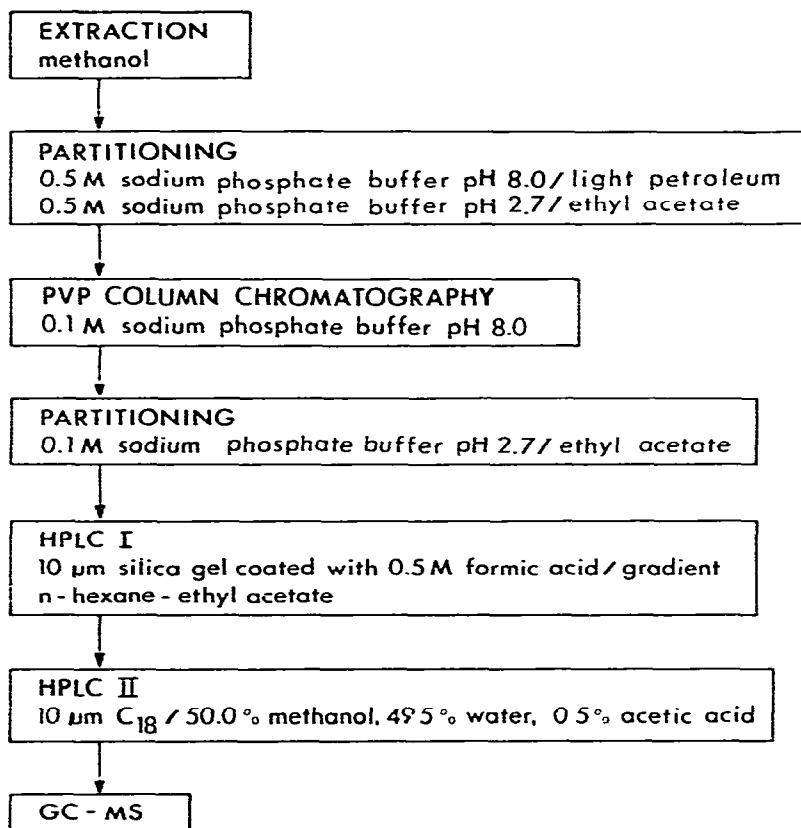 EXTRACTION
methanol
PARTITIONING
0.5 M sodium phosphate buffer pH 8.0/light petroleum
0.5 M sodium phosphate buffer pH 2.7/ethyl acetate
PVP COLUMN CHROMATOGRAPHY
0.1 M sodium phosphate buffer pH 8.0
PARTITIONING
0.1 M sodium phosphate buffer pH 2.7/ ethyl acetate
HPLC I
10 µm silica gel coated with 0.5 M formic acid/ gradient
n-hexane-ethyl acetate
HPLC II
10 µm C18 / 50.0 % methanol, 49.5 % water, 0.5 % acetic acid
GC - MS